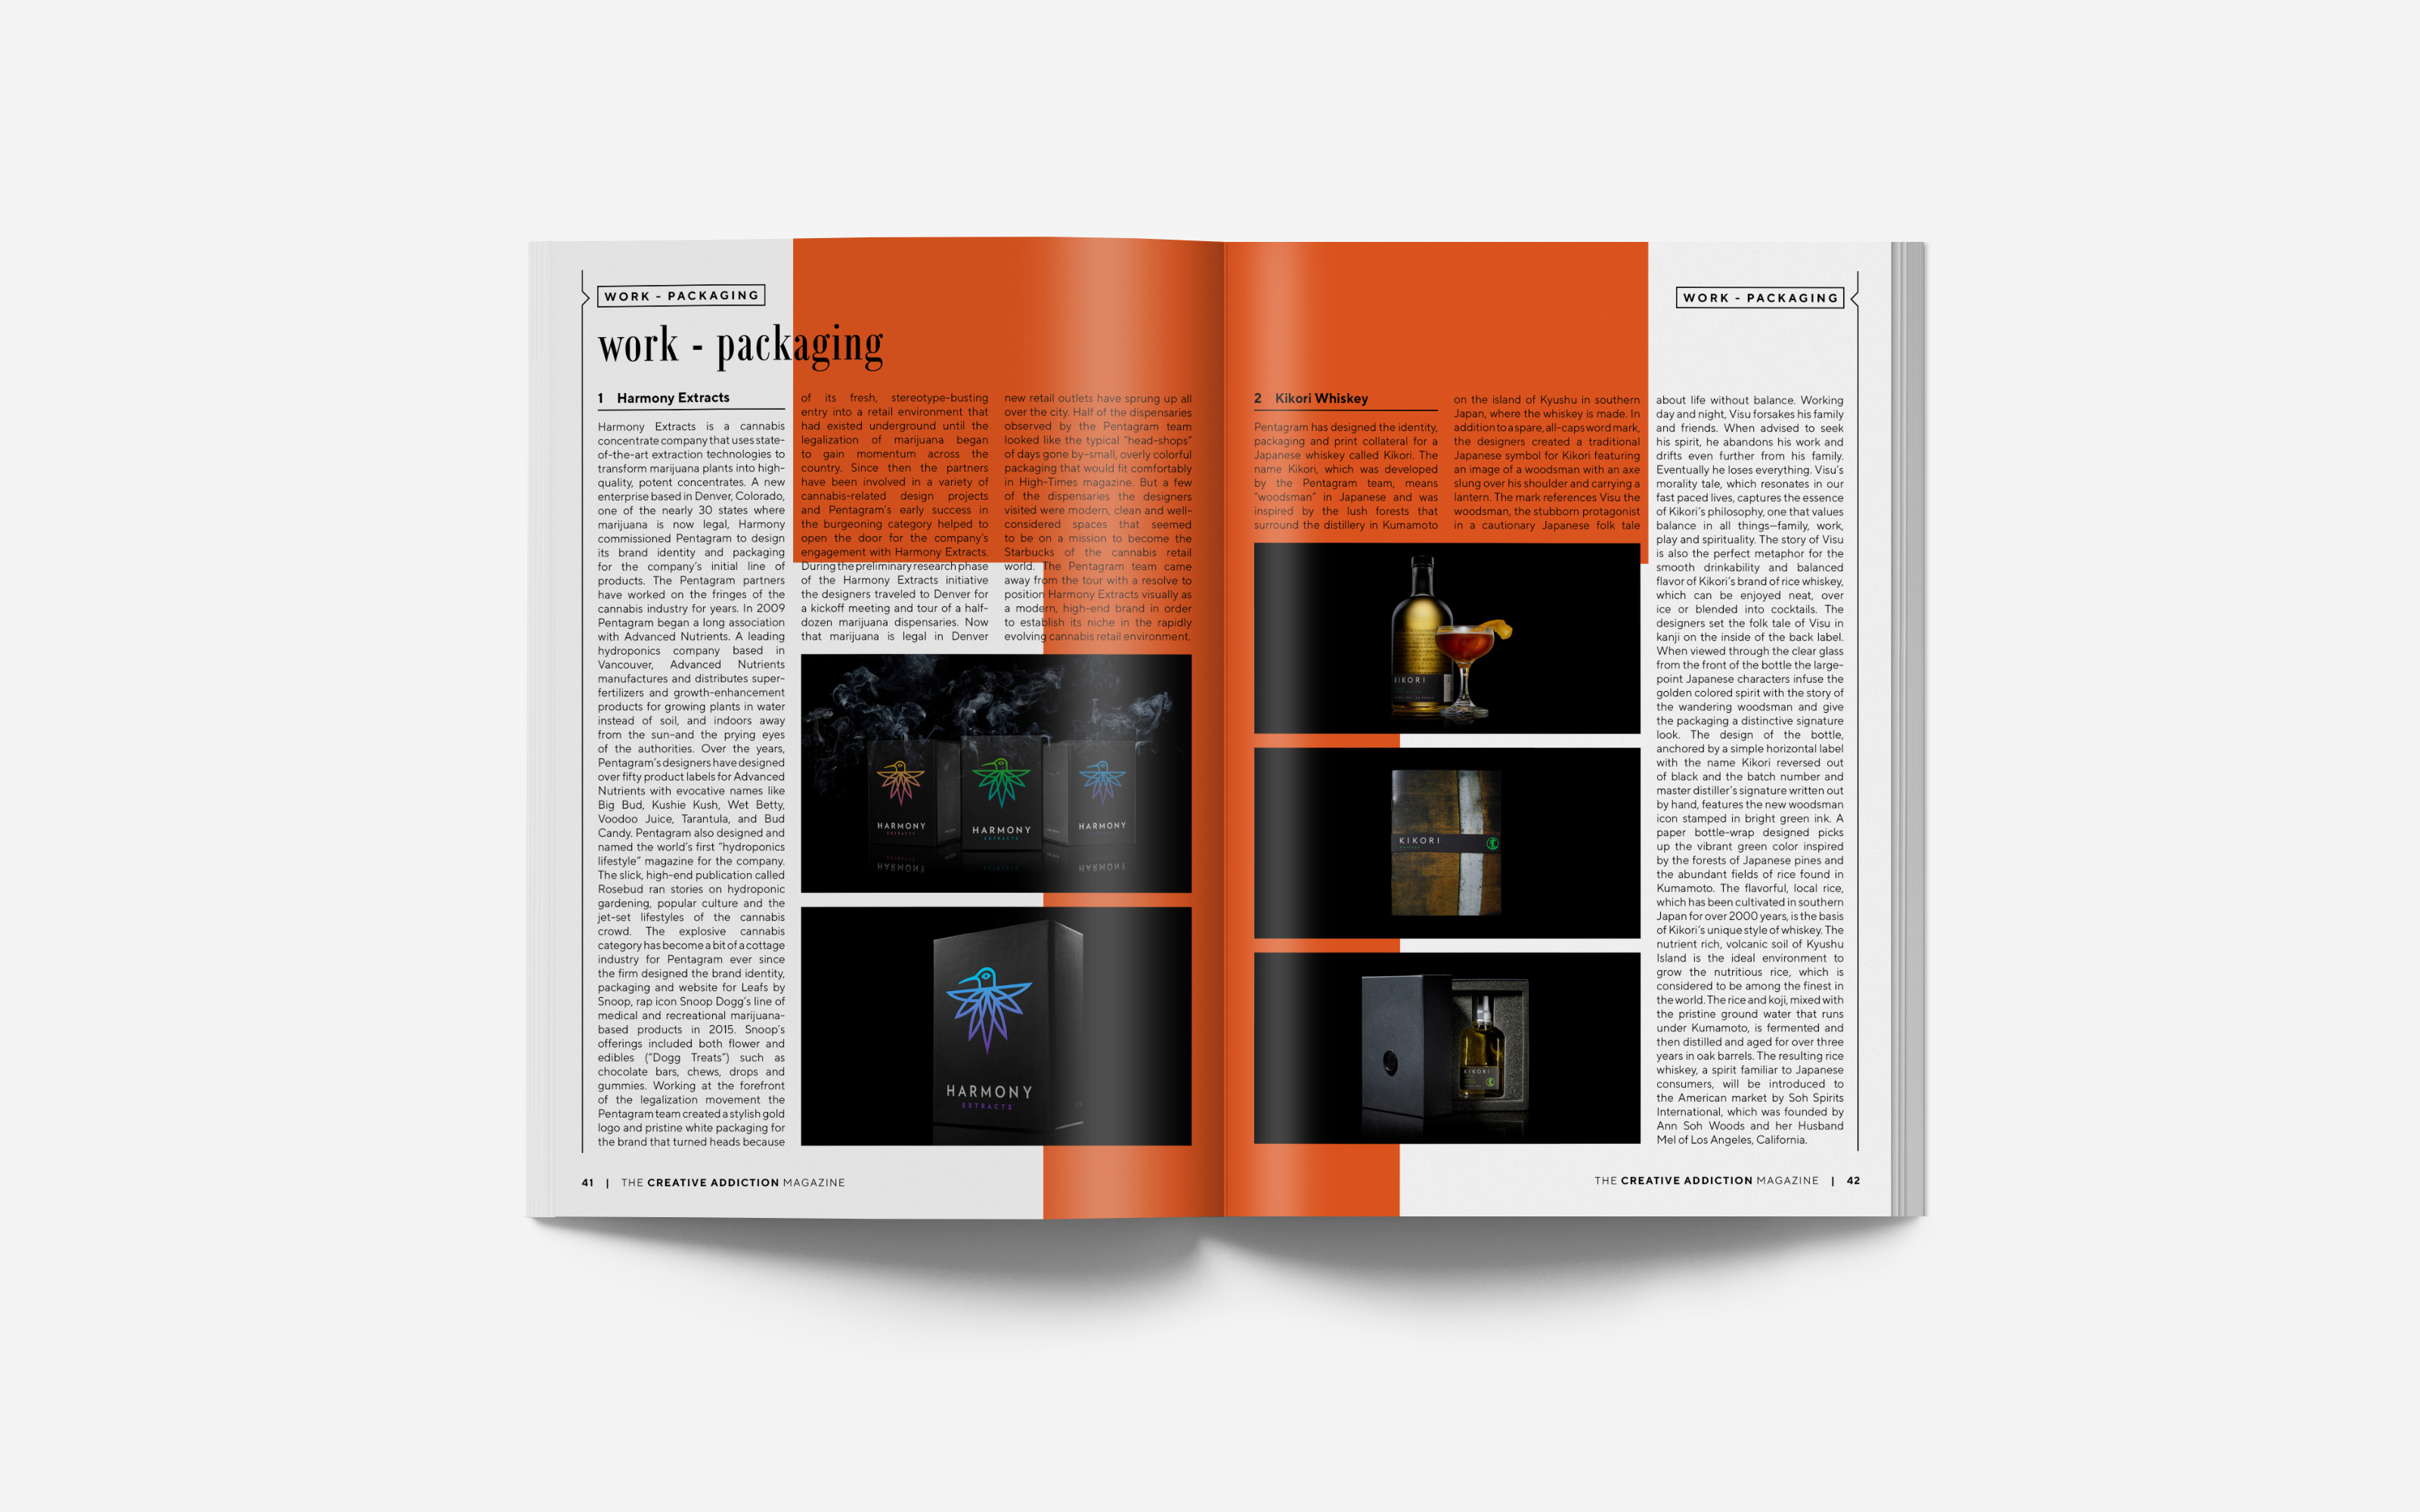 WORK - PACKAGING
work - packaging
1 Harmony Extracts
Harmony Extracts is a cannabis
concentrate company that uses state-
of-the-art extraction technologies to
transform marijuana plants into high-
quality, potent concentrates. A new
enterprise based in Denver, Colorado,
one of the nearly 30 states where
marijuana is now legal, Harmony
commissioned Pentagram to design
its brand identity and packaging
for the company's initial line of
products. The Pentagram partners
have worked on the fringes of the
cannabis industry for years. In 2009
Pentagram began a long association
with Advanced Nutrients. A leading
hydroponics company based in
Vancouver, Advanced Nutrients
manufactures and distributes super-
fertilizers and growth-enhancement
products for growing plants in water
instead of soil, and indoors away
from the sun-and the prying eyes
of the authorities. Over the years,
Pentagram's designers have designed
over fifty product labels for Advanced
Nutrients with evocative names like
Big Bud, Kushie Kush, Wet Betty,
Voodoo Juice, Tarantula, and Bud
Candy. Pentagram also designed and
named the world's first "hydroponics
lifestyle" magazine for the company.
The slick, high-end publication called
Rosebud ran stories on hydroponic
gardening, popular culture and the
jet-set lifestyles of the cannabis
crowd. The explosive cannabis
category has become a bit of a cottage
industry for Pentagram ever since
the firm designed the brand identity,
packaging and website for Leafs by
Snoop, rap icon Snoop Dogg's line of
medical and recreational marijuana-
based products in 2015. Snoop's
offerings included both flower and
edibles ("Dogg Treats") such as
chocolate bars, chews, drops and
gummies. Working at the forefront
of the legalization movement the
Pentagram team created a stylish gold
logo and pristine white packaging for
the brand that turned heads because
of its fresh, stereotype-busting
entry into a retail environment that
had existed underground until the
legalization of marijuana began
to gain momentum across the
country. Since then the partners
have been involved in a variety of
cannabis-related design projects
and Pentagram's early success in
the burgeoning category helped to
open the door for the company's
engagement with Harmony Extracts.
During the preliminary research phase
of the Harmony Extracts initiative
the designers traveled to Denver for
a kickoff meeting and tour of a half-
dozen marijuana dispensaries. Now
that marijuana is legal in Denver
new retail outlets have sprung up all
over the city. Half of the dispensaries
observed by the Pentagram team
looked like the typical "head-shops"
of days gone by-small, overly colorful
packaging that would fit comfortably
in High-Times magazine. But a few
of the dispensaries the designers
visited were modern, clean and well-
considered spaces that seemed
to be on a mission to become the
Starbucks of the cannabis retail
world. The Pentagram team came
away from the tour with a resolve to
position Harmony Extracts visually as
a modern, high-end brand in order
to establish its niche in the rapidly
evolving cannabis retail environment.
HARMONY
EXTRACTS
HARMONY
EXTRACTS
HARMONY
HARMONY
EXTRACTS
41 | THE CREATIVE ADDICTION MAGAZINE
WORK - PACKAGING
2 Kikori Whiskey
Pentagram has designed the identity,
packaging and print collateral for a
Japanese whiskey called Kikori. The
name Kikori, which was developed
by the Pentagram team, means
"woodsman" in Japanese and was
inspired by the lush forests that
surround the distillery in Kumamoto
on the island of Kyushu in southern
Japan, where the whiskey is made. In
addition to a spare, all-caps word mark,
the designers created a traditional
Japanese symbol for Kikori featuring
an image of a woodsman with an axe
slung over his shoulder and carrying a
lantern. The mark references Visu the
woodsman, the stubborn protagonist
in a cautionary Japanese folk tale
about life without balance. Working
day and night, Visu forsakes his family
and friends. When advised to seek
his spirit, he abandons his work and
drifts even further from his family.
Eventually he loses everything. Visu's
morality tale, which resonates in our
fast paced lives, captures the essence
of Kikori's philosophy, one that values
balance in all things—family, work,
play and spirituality. The story of Visu
is also the perfect metaphor for the
smooth drinkability and balanced
flavor of Kikori's brand of rice whiskey,
which can be enjoyed neat, over
ice or blended into cocktails. The
designers set the folk tale of Visu in
kanji on the inside of the back label.
When viewed through the clear glass
from the front of the bottle the large-
point Japanese characters infuse the
golden colored spirit with the story of
the wandering woodsman and give
the packaging a distinctive signature
look. The design of the bottle,
anchored by a simple horizontal label
with the name Kikori reversed out
of black and the batch number and
master distiller's signature written out
by hand, features the new woodsman
icon stamped in bright green ink. A
paper bottle-wrap designed picks
up the vibrant green color inspired
by the forests of Japanese pines and
the abundant fields of rice found in
Kumamoto. The flavorful, local rice,
which has been cultivated in southern
Japan for over 2000 years, is the basis
of Kikori's unique style of whiskey. The
nutrient rich, volcanic soil of Kyushu
Island is the ideal environment to
grow the nutritious rice, which is
considered to be among the finest in
the world. The rice and koji, mixed with
the pristine ground water that runs
under Kumamoto, is fermented and
then distilled and aged for over three
years in oak barrels. The resulting rice
whiskey, a spirit familiar to Japanese
consumers, will be introduced to
the American market by Soh Spirits
International, which was founded by
Ann Soh Woods and her Husband
Mel of Los Angeles, California.
KIKORI
KIKORI
KIKORI
THE CREATIVE ADDICTION MAGAZINE | 42